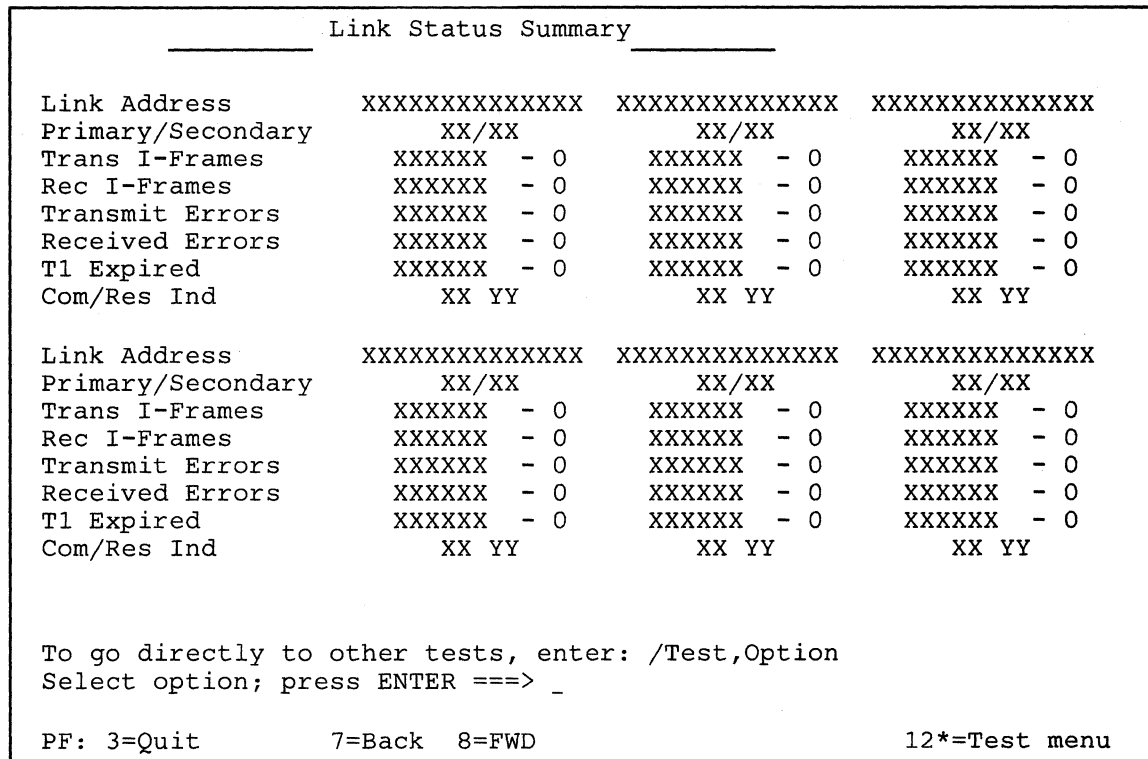 Link Status Summary
Link Address XXXXXXXXXXXXXX XXXXXXXXXXXXXX XXXXXXXXXXXXXX
Primary/Secondary XX/XX XX/XX XX/XX
Trans I-Frames XXXXXX - 0 XXXXXX - 0 XXXXXX - 0
Rec I-Frames XXXXXX - 0 XXXXXX - 0 XXXXXX - 0
Transmit Errors XXXXXX - 0 XXXXXX - 0 XXXXXX - 0
Received Errors XXXXXX - 0 XXXXXX - 0 XXXXXX - 0
T1 Expired XXXXXX - 0 XXXXXX - 0 XXXXXX - 0
Com/Res Ind XX YY XX YY XX YY
Link Address XXXXXXXXXXXXXX XXXXXXXXXXXXXX XXXXXXXXXXXXXX
Primary/Secondary XX/XX XX/XX XX/XX
Trans I-Frames XXXXXX - 0 XXXXXX - 0 XXXXXX - 0
Rec I-Frames XXXXXX - 0 XXXXXX - 0 XXXXXX - 0
Transmit Errors XXXXXX - 0 XXXXXX - 0 XXXXXX - 0
Received Errors XXXXXX - 0 XXXXXX - 0 XXXXXX - 0
T1 Expired XXXXXX - 0 XXXXXX - 0 XXXXXX - 0
Com/Res Ind XX YY XX YY XX YY
To go directly to other tests, enter: /Test,Option
Select option; press ENTER ===> _
PF: 3=Quit 7=Back 8=FWD 12*=Test menu